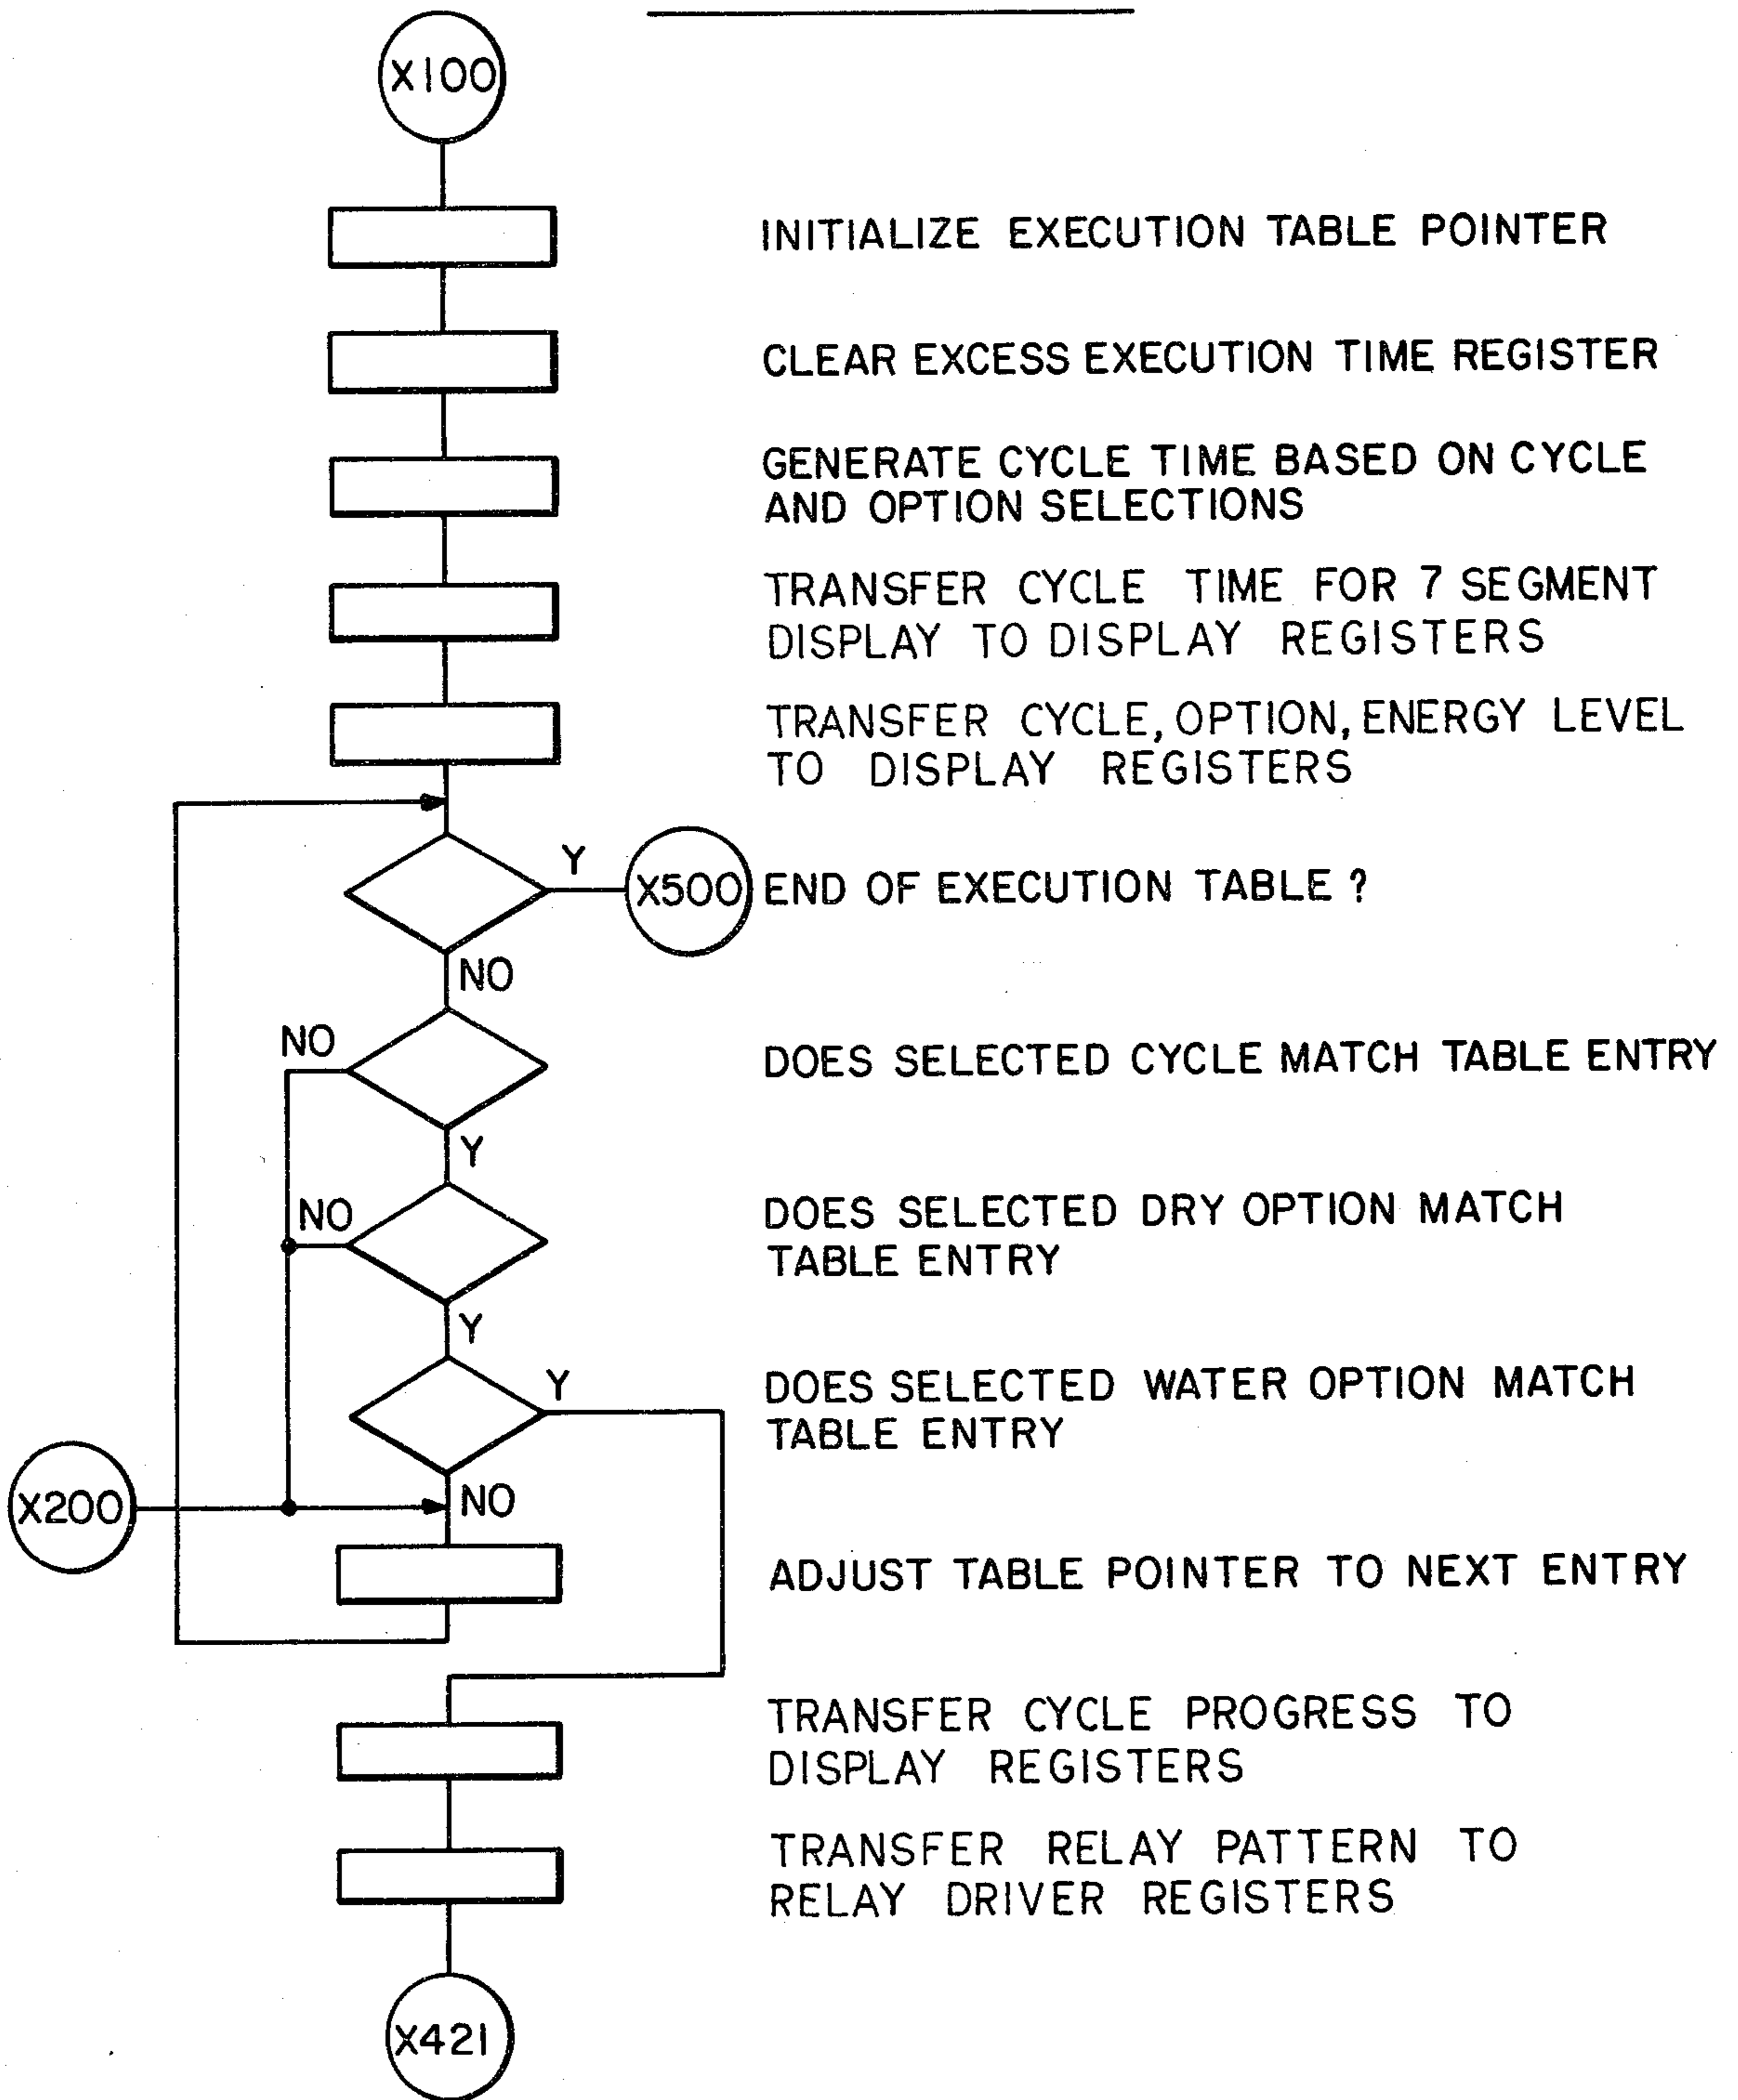 X100
INITIALIZE EXECUTION TABLE POINTER
CLEAR EXCESS EXECUTION TIME REGISTER
GENERATE CYCLE TIME BASED ON CYCLE
AND OPTION SELECTIONS
TRANSFER CYCLE TIME FOR 7 SEGMENT
DISPLAY TO DISPLAY REGISTERS
TRANSFER CYCLE, OPTION, ENERGY LEVEL
TO DISPLAY REGISTERS
Y
X500
END OF EXECUTION TABLE ?
NO
NO
DOES SELECTED CYCLE MATCH TABLE ENTRY
Y
NO
DOES SELECTED DRY OPTION MATCH
TABLE ENTRY
Y
Y
DOES SELECTED WATER OPTION MATCH
TABLE ENTRY
X200
NO
ADJUST TABLE POINTER TO NEXT ENTRY
TRANSFER CYCLE PROGRESS TO
DISPLAY REGISTERS
TRANSFER RELAY PATTERN TO
RELAY DRIVER REGISTERS
X421